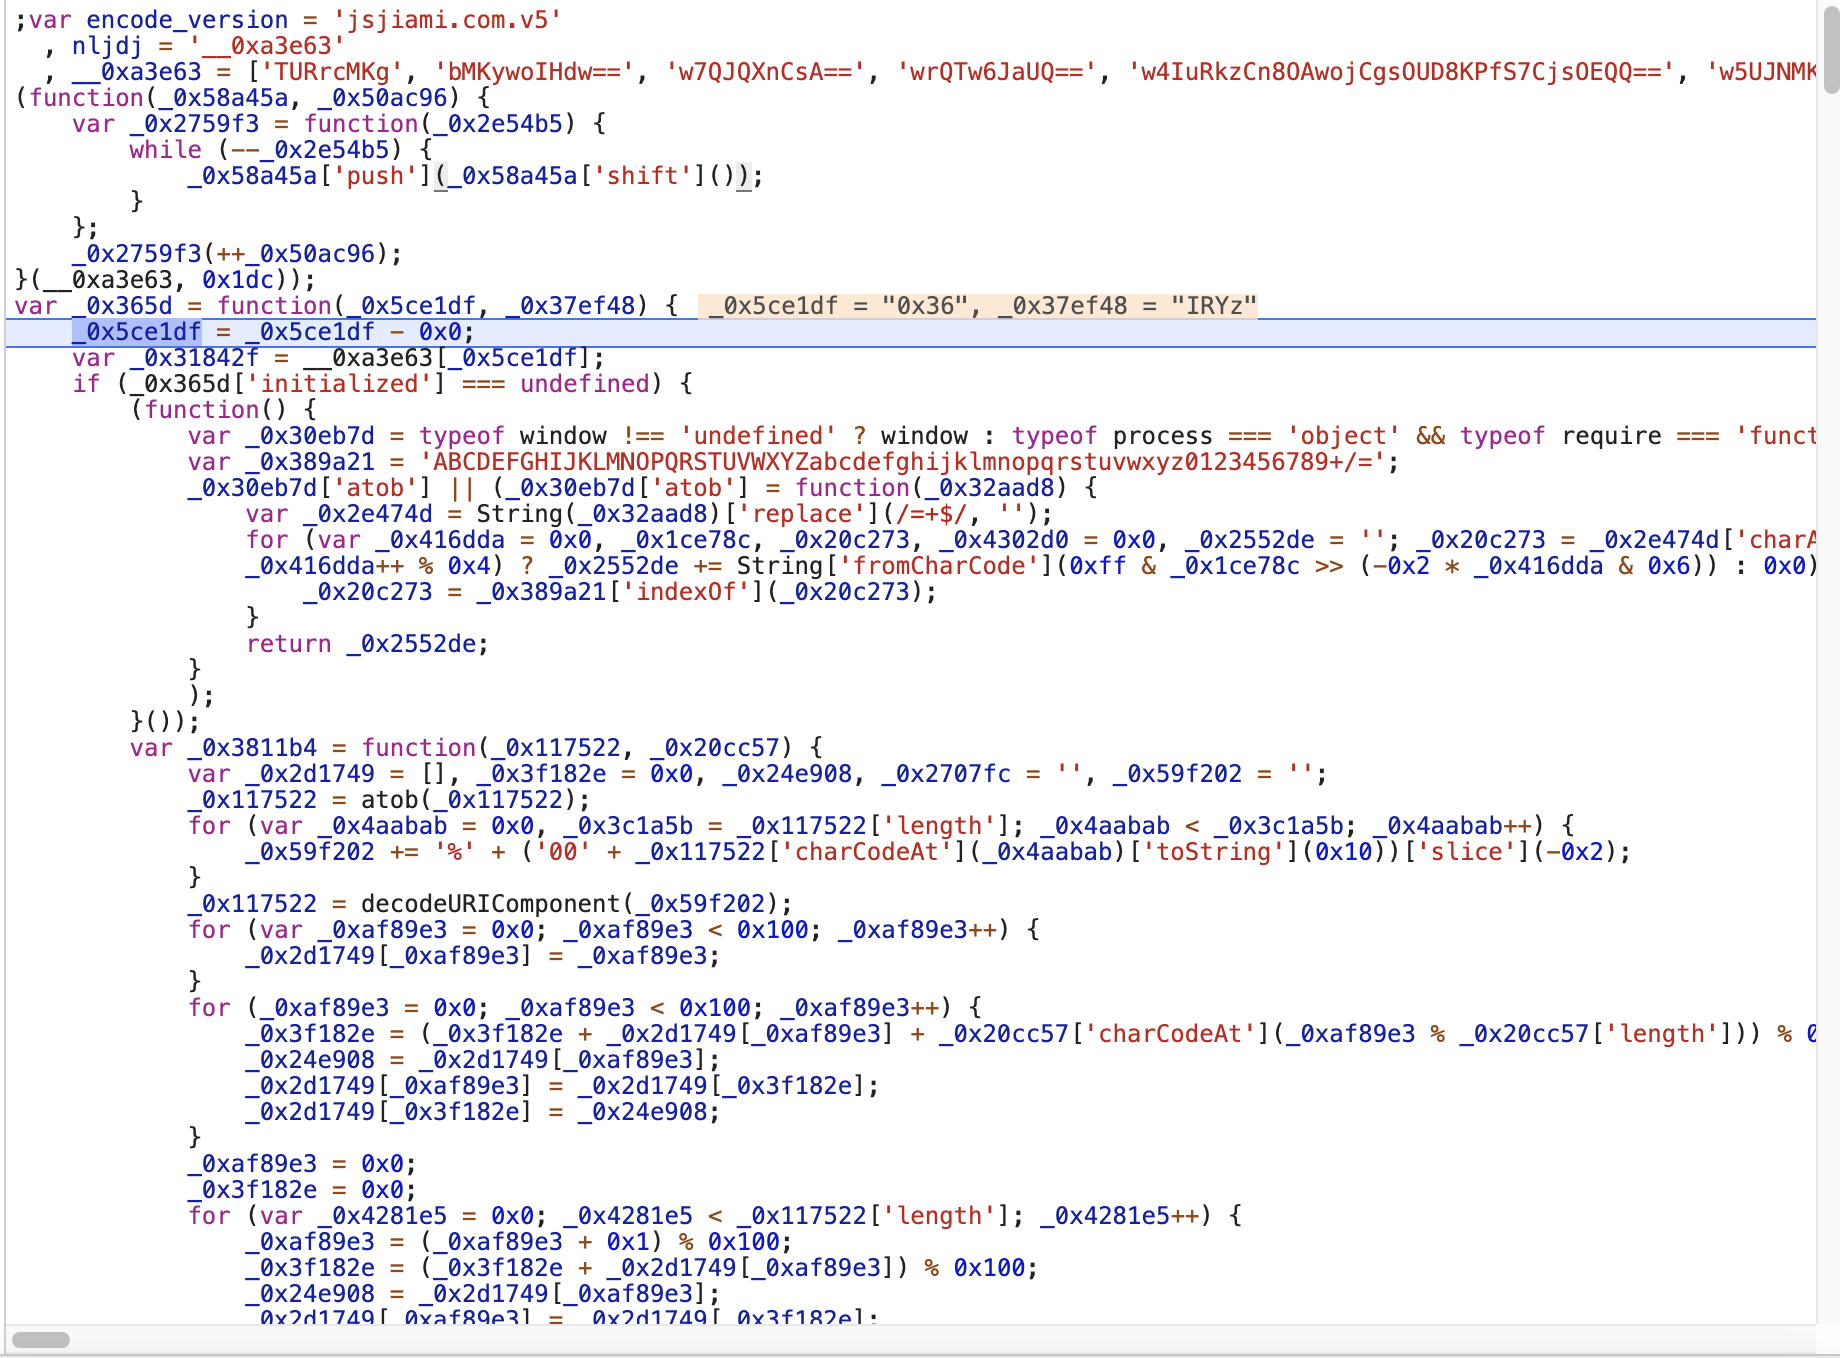 ;var encode_version = 'jsjiami.com.v5'
, nljdj = '__0xa3e63'
, __0xa3e63 = ['TURrcMKg', 'bMKywoIHdw==', 'w7QJQXnCsA==', 'wrQTw6JaUQ==', 'w4IuRkzCn8OAwojCgsOUD8KPfS7CjsOEQQ==', 'w5UJNMK
(function(_0x58a45a, _0x50ac96) {
var _0x2759f3 = function(_0x2e54b5) {
while (--_0x2e54b5) {
_0x58a45a['push'](_0x58a45a['shift']());
}
};
_0x2759f3(++_0x50ac96);
}(__0xa3e63, 0x1dc));
var _0x365d = function(_0x5ce1df, _0x37ef48) { _0x5ce1df = "0x36", _0x37ef48 = "IRYz"
_0x5ce1df = _0x5ce1df - 0x0;
var _0x31842f = __0xa3e63[_0x5ce1df];
if (_0x365d['initialized'] === undefined) {
(function() {
var _0x30eb7d = typeof window !== 'undefined' ? window : typeof process === 'object' && typeof require === 'funct
var _0x389a21 = 'ABCDEFGHIJKLMNOPQRSTUVWXYZabcdefghijklmnopqrstuvwxyz0123456789+/=';
_0x30eb7d['atob'] || (_0x30eb7d['atob'] = function(_0x32aad8) {
var _0x2e474d = String(_0x32aad8)['replace'](/=+$/, '');
for (var _0x416dda = 0x0, _0x1ce78c, _0x20c273, _0x4302d0 = 0x0, _0x2552de = ''; _0x20c273 = _0x2e474d['charA
_0x416dda++ % 0x4) ? _0x2552de += String['fromCharCode'](0xff & _0x1ce78c >> (-0x2 * _0x416dda & 0x6)) : 0x0)
_0x20c273 = _0x389a21['indexOf'](_0x20c273);
}
return _0x2552de;
}
);
}());
var _0x3811b4 = function(_0x117522, _0x20cc57) {
var _0x2d1749 = [], _0x3f182e = 0x0, _0x24e908, _0x2707fc = '', _0x59f202 = '';
_0x117522 = atob(_0x117522);
for (var _0x4aabab = 0x0, _0x3c1a5b = _0x117522['length']; _0x4aabab < _0x3c1a5b; _0x4aabab++) {
_0x59f202 += '%' + ('00' + _0x117522['charCodeAt'](_0x4aabab)['toString'](0x10))['slice'](-0x2);
}
_0x117522 = decodeURIComponent(_0x59f202);
for (var _0xaf89e3 = 0x0; _0xaf89e3 < 0x100; _0xaf89e3++) {
_0x2d1749[_0xaf89e3] = _0xaf89e3;
}
for (_0xaf89e3 = 0x0; _0xaf89e3 < 0x100; _0xaf89e3++) {
_0x3f182e = (_0x3f182e + _0x2d1749[_0xaf89e3] + _0x20cc57['charCodeAt'](_0xaf89e3 % _0x20cc57['length'])) % 0
_0x24e908 = _0x2d1749[_0xaf89e3];
_0x2d1749[_0xaf89e3] = _0x2d1749[_0x3f182e];
_0x2d1749[_0x3f182e] = _0x24e908;
}
_0xaf89e3 = 0x0;
_0x3f182e = 0x0;
for (var _0x4281e5 = 0x0; _0x4281e5 < _0x117522['length']; _0x4281e5++) {
_0xaf89e3 = (_0xaf89e3 + 0x1) % 0x100;
_0x3f182e = (_0x3f182e + _0x2d1749[_0xaf89e3]) % 0x100;
_0x24e908 = _0x2d1749[_0xaf89e3];
_0x2d1749[_0xaf89e3] = _0x2d1749[_0x3f182e];